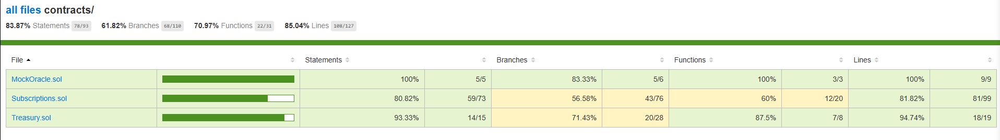 all files contracts/
83.87% Statements 78/93 61.82% Branches 68/110 70.97% Functions 22/31 85.04% Lines 108/127
File Statements Branches Functions Lines
MockOracle.sol 100% 5/5 83.33% 5/6 100% 3/3 100% 9/9
Subscriptions.sol 80.82% 59/73 56.58% 43/76 60% 12/20 81.82% 81/99
Treasury.sol 93.33% 14/15 71.43% 20/28 87.5% 7/8 94.74% 18/19